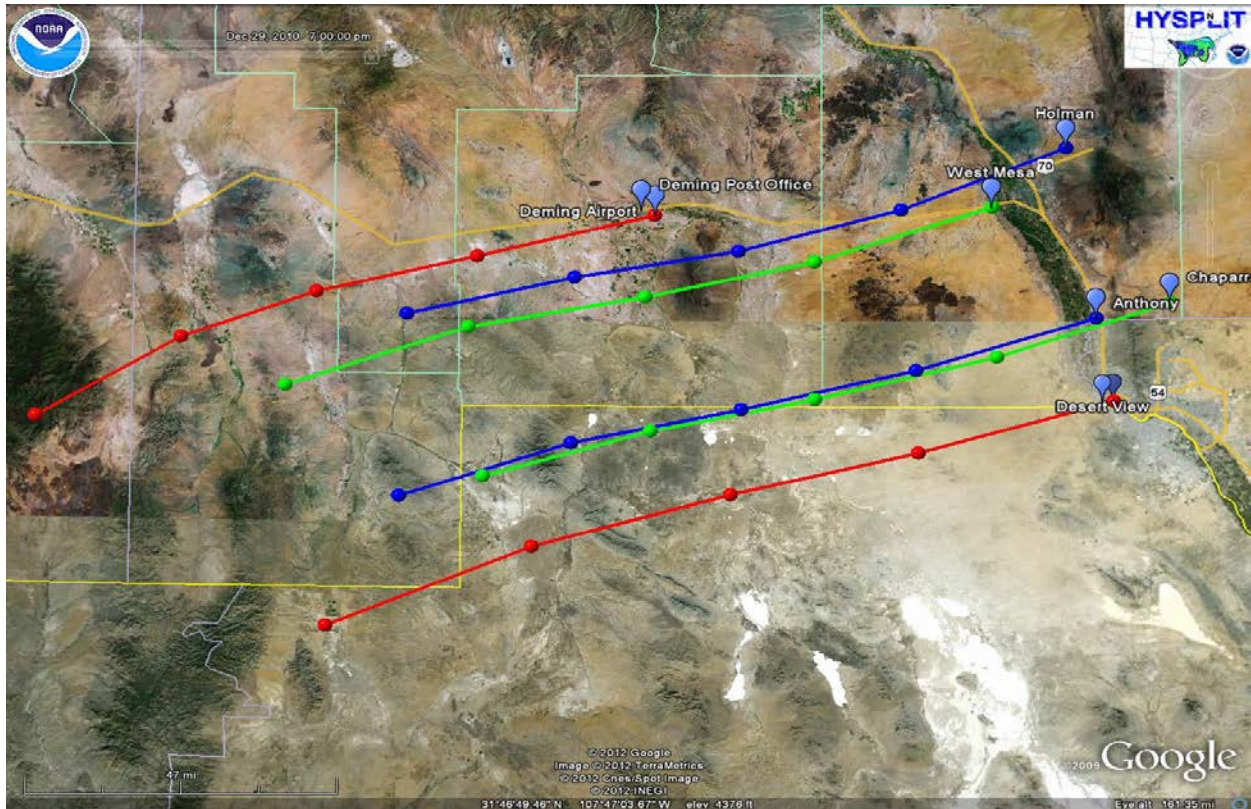 NOAA
Dec 29, 2010 7:00:00 pm
HYSPLIT
N
Holman
70
West Mesa
Deming Post Office
Deming Airport
Chaparr
Anthony
54
Desert View
© 2012 Google
Image © 2012 TerraMetrics
© 2012 Cnes/Spot Image
© 2012 INEGI
©2009 Google
47 mi
31°46'49.46" N 107°47'03.67" W elev 4376 ft
Eye alt 161.35 mi